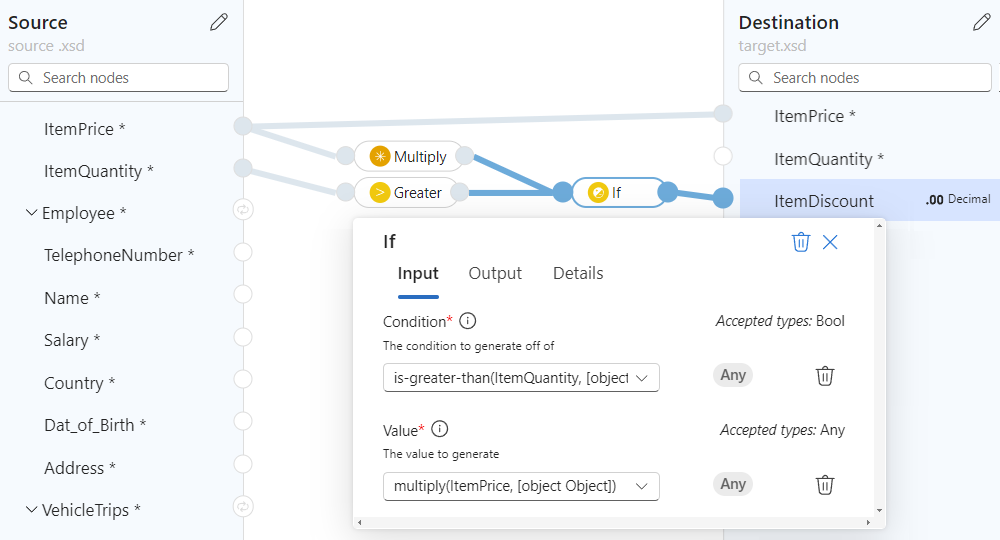 Source
source .xsd
Search nodes
ItemPrice *
ItemQuantity *
Employee *
TelephoneNumber *
Name *
Salary *
Country *
Dat_of_Birth *
Address *
VehicleTrips *
Multiply
Greater
If
Destination
target.xsd
Search nodes
ItemPrice *
ItemQuantity *
ItemDiscount .00 Decimal
If
Input Output Details
Condition* Accepted types: Bool
The condition to generate off of
is-greater-than(ItemQuantity, [object Any
Value* Accepted types: Any
The value to generate
multiply(ItemPrice, [object Object]) Any